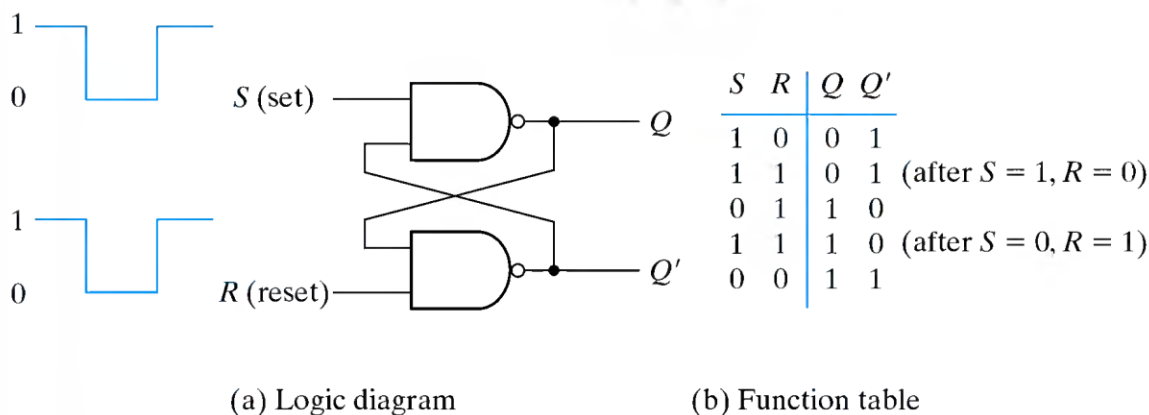 1
0
S (set)
Q
1
0
R (reset)
Q'
S R Q Q'
1 0 0 1
1 1 0 1 (after S = 1, R = 0)
0 1 1 0
1 1 1 0 (after S = 0, R = 1)
0 0 1 1
(a) Logic diagram
(b) Function table